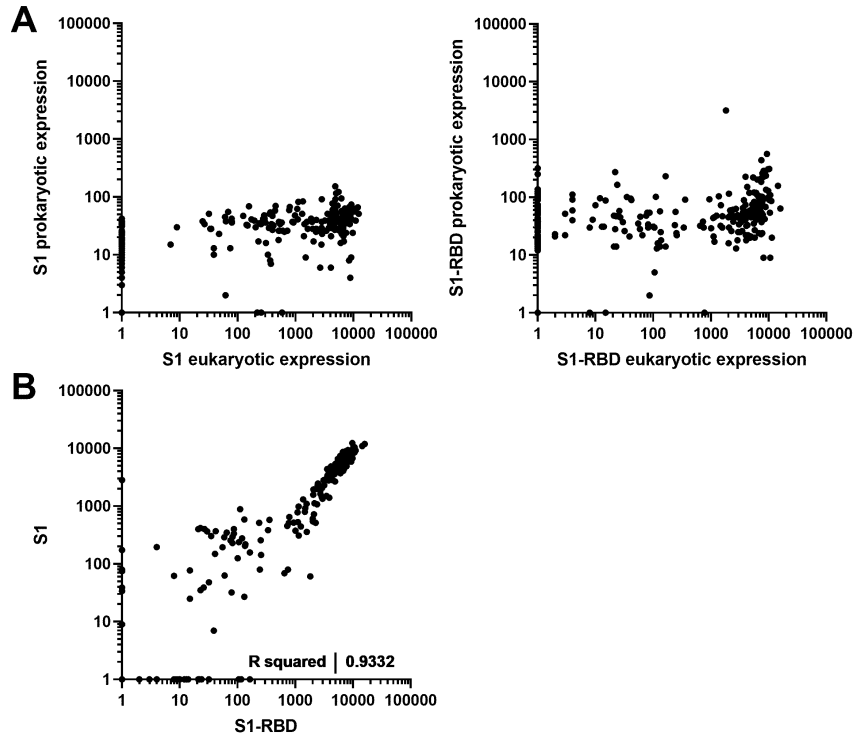 A
100000
10000
1000
100
10
1
S1 prokaryotic expression
1 10 100 1000 10000 100000
S1 eukaryotic expression
100000
10000
1000
100
10
1
S1-RBD prokaryotic expression
1 10 100 1000 10000 100000
S1-RBD eukaryotic expression
B
100000
10000
1000
100
10
1
S1
R squared 0.9332
1 10 100 1000 10000 100000
S1-RBD